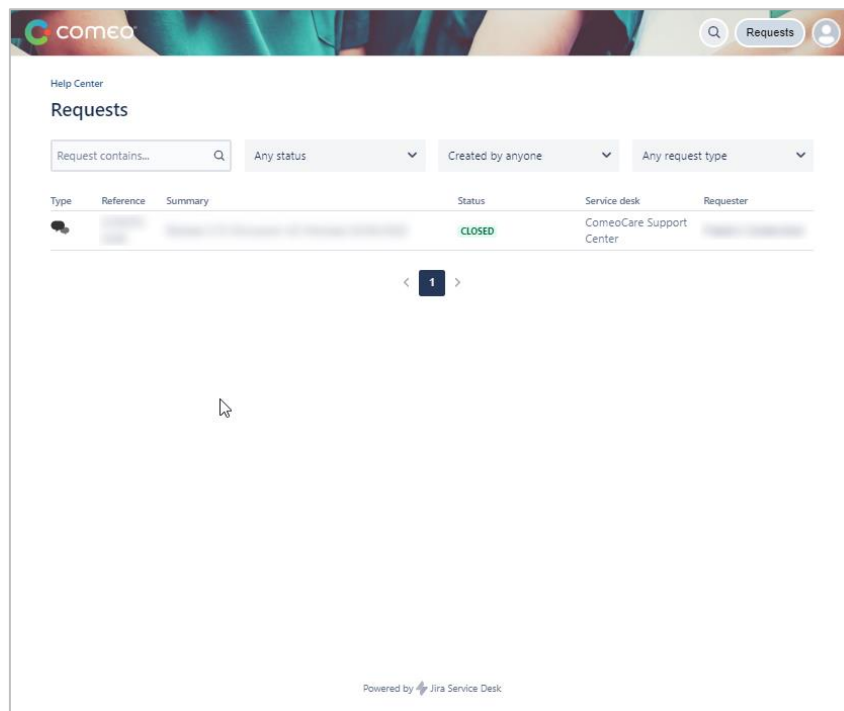 comeo
Requests
Help Center
Requests
Request contains...
Any status
Created by anyone
Any request type
Type Reference Summary Status Service desk Requester
CLOSED
ComeoCare Support
Center
1
Powered by Jira Service Desk